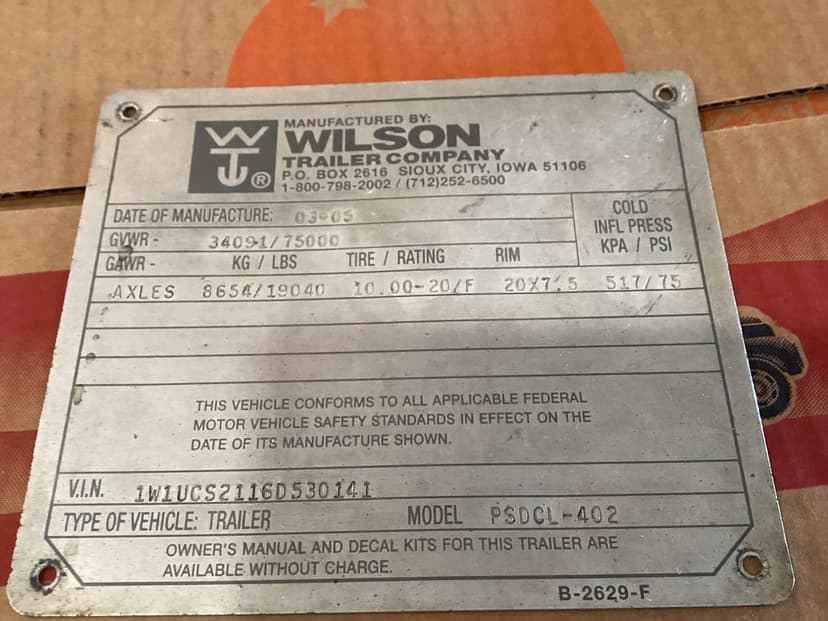 MANUFACTURED BY:
WILSON
TRAILER COMPANY
P.O. BOX 2616 SIOUX CITY, IOWA 51106
1-800-798-2002 / (712)252-6500
WT ®
DATE OF MANUFACTURE: 03-05
GVWR - 34091/75000
COLD
INFL PRESS
KPA / PSI
GAWR - KG / LBS TIRE / RATING RIM
AXLES 8654/19040 10.00-20/F 20X7.5 517/75
THIS VEHICLE CONFORMS TO ALL APPLICABLE FEDERAL
MOTOR VEHICLE SAFETY STANDARDS IN EFFECT ON THE
DATE OF ITS MANUFACTURE SHOWN.
V.I.N. 1W1UCS2116D530141
TYPE OF VEHICLE: TRAILER MODEL PSDCL-402
OWNER'S MANUAL AND DECAL KITS FOR THIS TRAILER ARE
AVAILABLE WITHOUT CHARGE.
B-2629-F